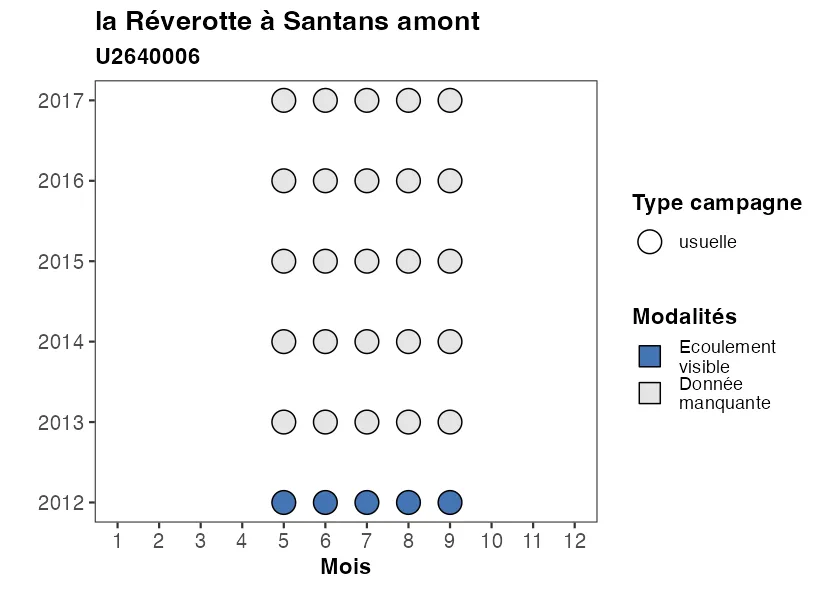 la Réverotte à Santans amont
U2640006
2017
2016
2015
2014
2013
2012
1 2 3 4 5 6 7 8 9 10 11 12
Mois
Type campagne
usuelle
Modalités
Ecoulement
visible
Donnée
manquante